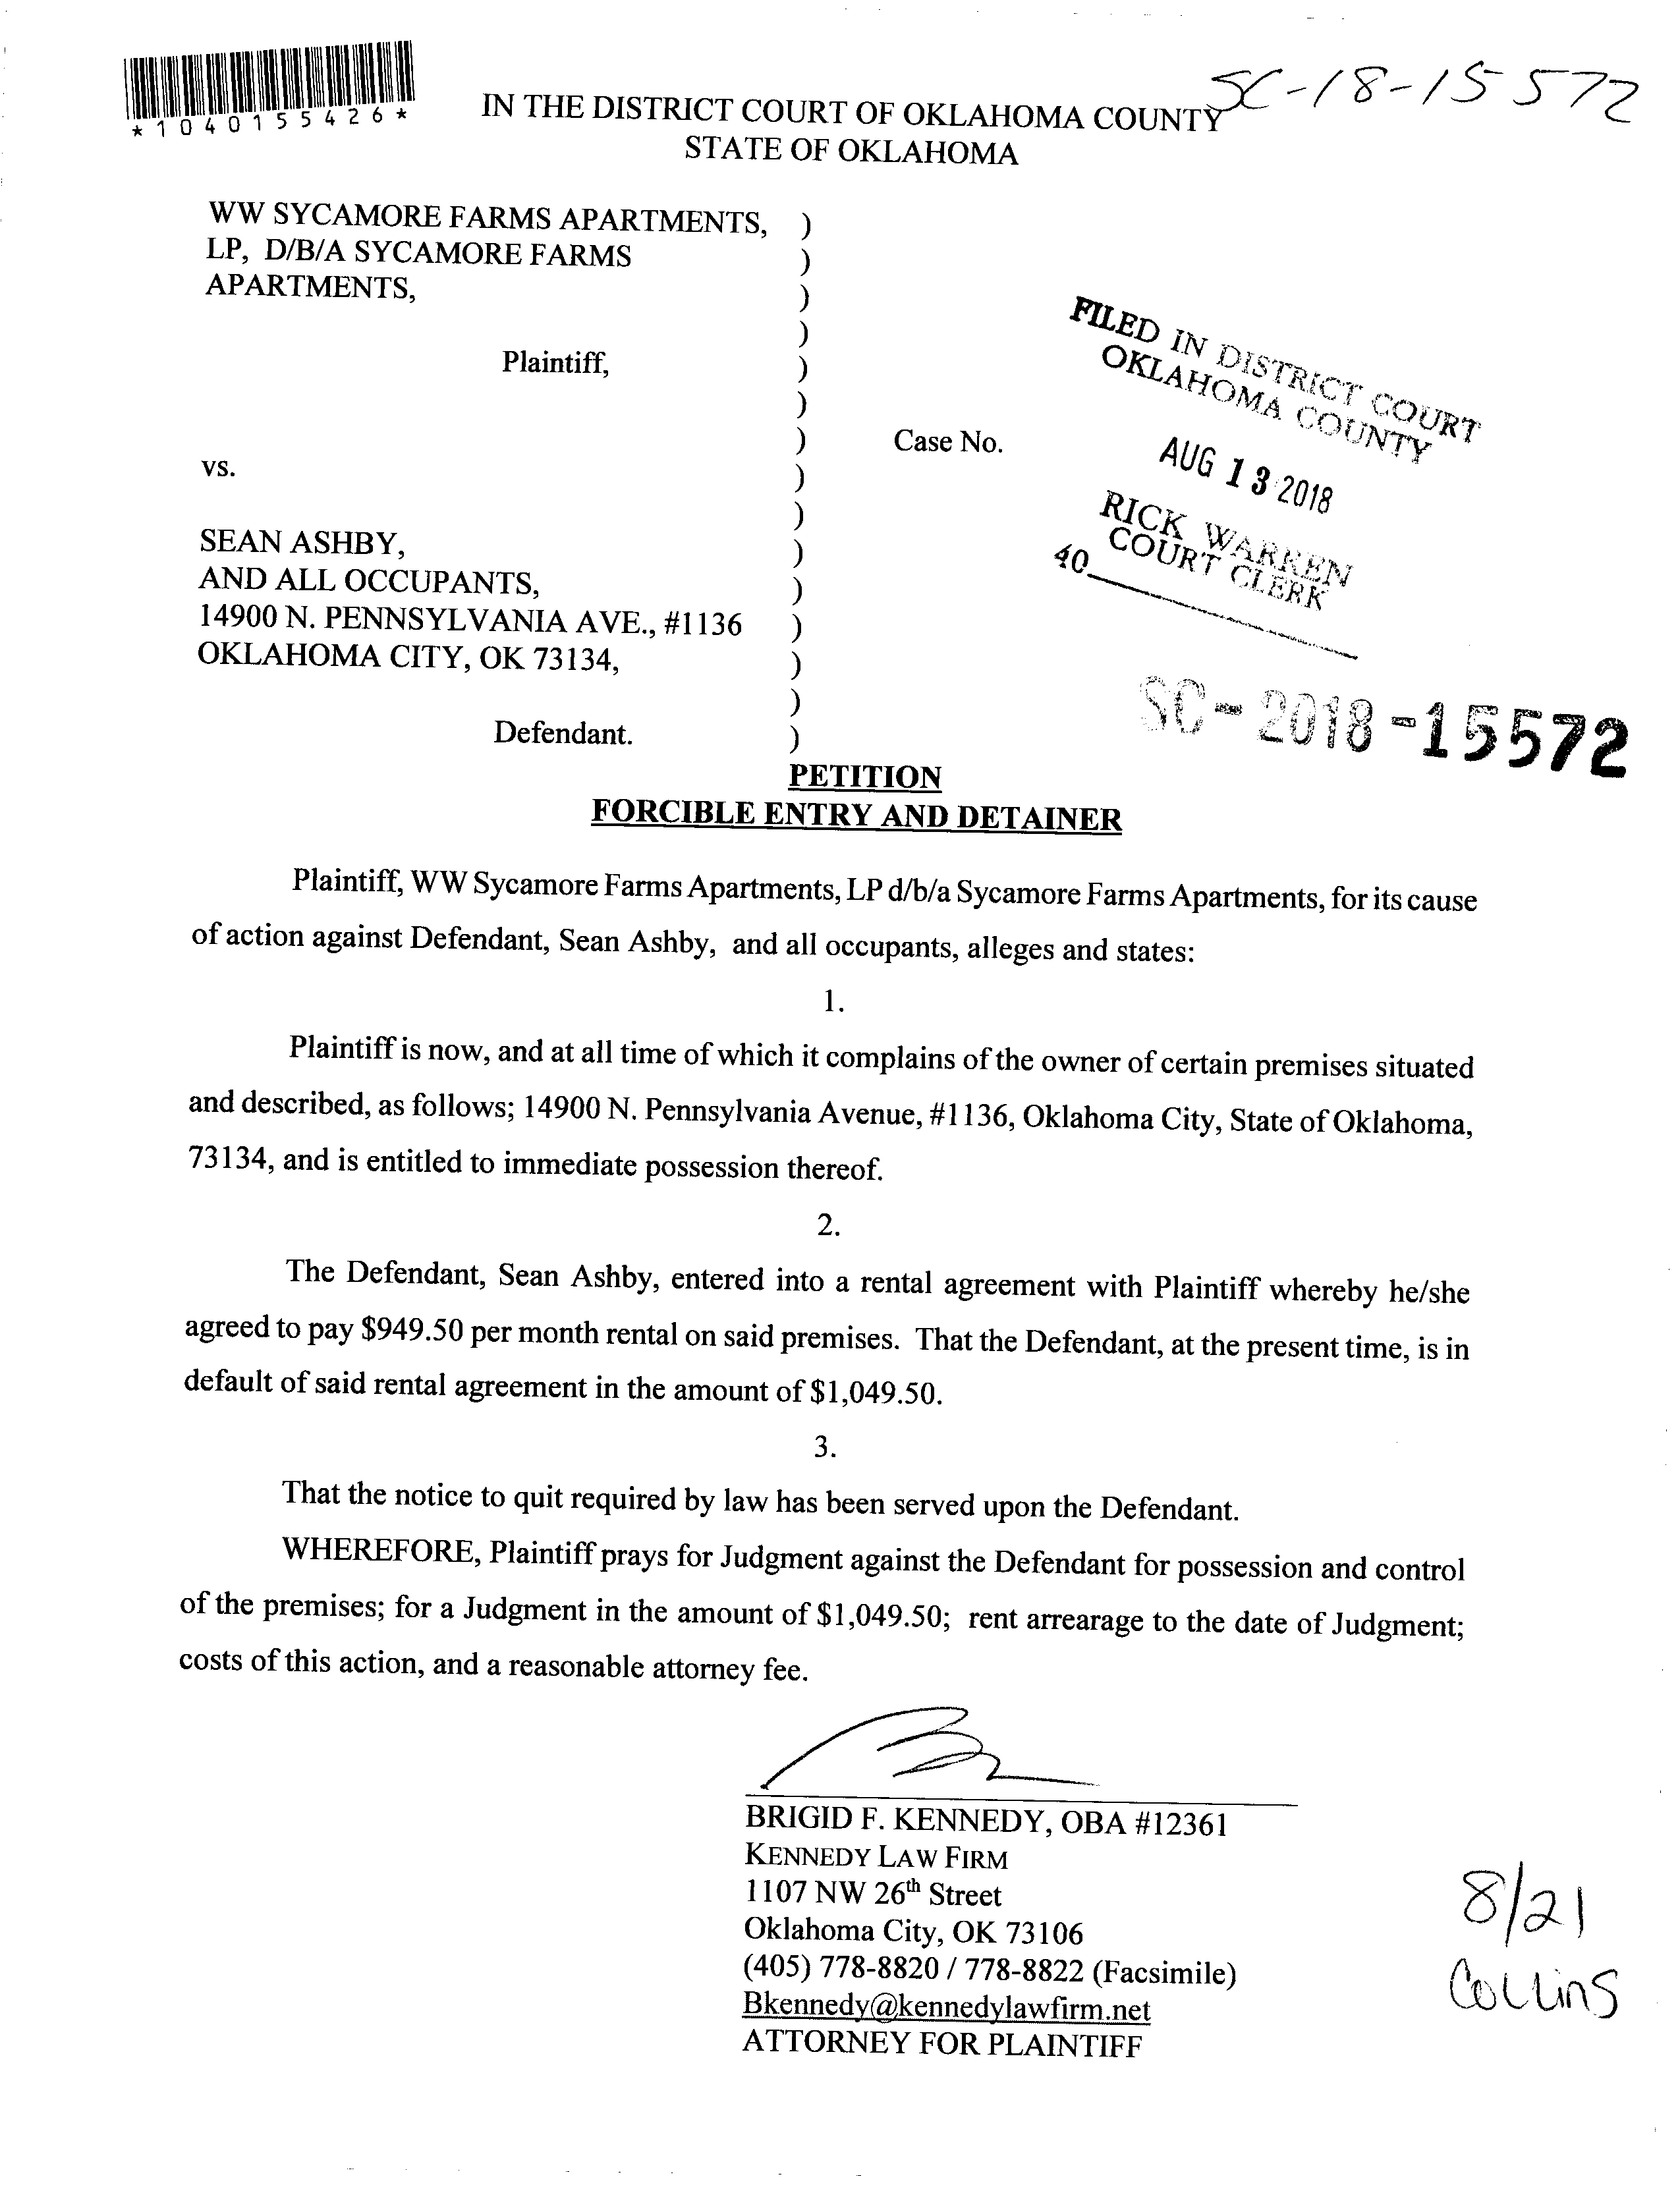 SC-18-15572
*1040155426*
IN THE DISTRICT COURT OF OKLAHOMA COUNTY
STATE OF OKLAHOMA
WW SYCAMORE FARMS APARTMENTS, )
LP, D/B/A SYCAMORE FARMS )
APARTMENTS, )
)
Plaintiff, )
)
) Case No.
vs. )
)
SEAN ASHBY, )
AND ALL OCCUPANTS, )
14900 N. PENNSYLVANIA AVE., #1136 )
OKLAHOMA CITY, OK 73134, )
)
Defendant. )
FILED IN DISTRICT COURT
OKLAHOMA COUNTY
AUG 13 2018
RICK WARREN
COURT CLERK
40
SC-2018-15572
PETITION
FORCIBLE ENTRY AND DETAINER
Plaintiff, WW Sycamore Farms Apartments, LP d/b/a Sycamore Farms Apartments, for its cause
of action against Defendant, Sean Ashby, and all occupants, alleges and states:
1.
Plaintiff is now, and at all time of which it complains of the owner of certain premises situated
and described, as follows; 14900 N. Pennsylvania Avenue, #1136, Oklahoma City, State of Oklahoma,
73134, and is entitled to immediate possession thereof.
2.
The Defendant, Sean Ashby, entered into a rental agreement with Plaintiff whereby he/she
agreed to pay $949.50 per month rental on said premises. That the Defendant, at the present time, is in
default of said rental agreement in the amount of $1,049.50.
3.
That the notice to quit required by law has been served upon the Defendant.
WHEREFORE, Plaintiff prays for Judgment against the Defendant for possession and control
of the premises; for a Judgment in the amount of $1,049.50; rent arrearage to the date of Judgment;
costs of this action, and a reasonable attorney fee.
BRIGID F. KENNEDY, OBA #12361
KENNEDY LAW FIRM
1107 NW 26th Street
Oklahoma City, OK 73106
(405) 778-8820 / 778-8822 (Facsimile)
Bkennedy@kennedylawfirm.net
ATTORNEY FOR PLAINTIFF
8/21
Collins